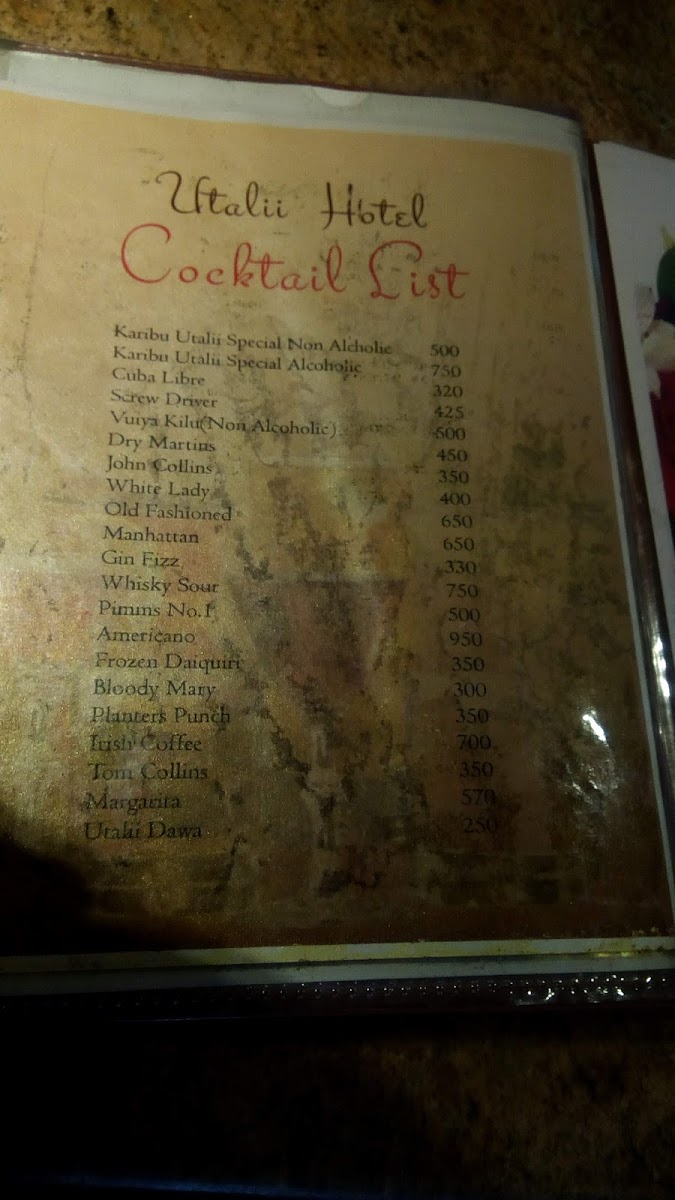 Utalii Hotel
Cocktail List
Karibu Utalii Special Non Alcholic 500
Karibu Utalii Special Alcoholic 750
Cuba Libre 320
Screw Driver 425
Vuiya Kilu(Non Alcoholic) 500
Dry Martins 450
John Collins 350
White Lady 400
Old Fashioned 650
Manhattan 650
Gin Fizz 330
Whisky Sour 750
Pimms No.1 500
Americano 950
Frozen Daiquiri 350
Bloody Mary 300
Planters Punch 350
Irish Coffee 700
Tom Collins 350
Margarita 570
Utalii Dawa 250